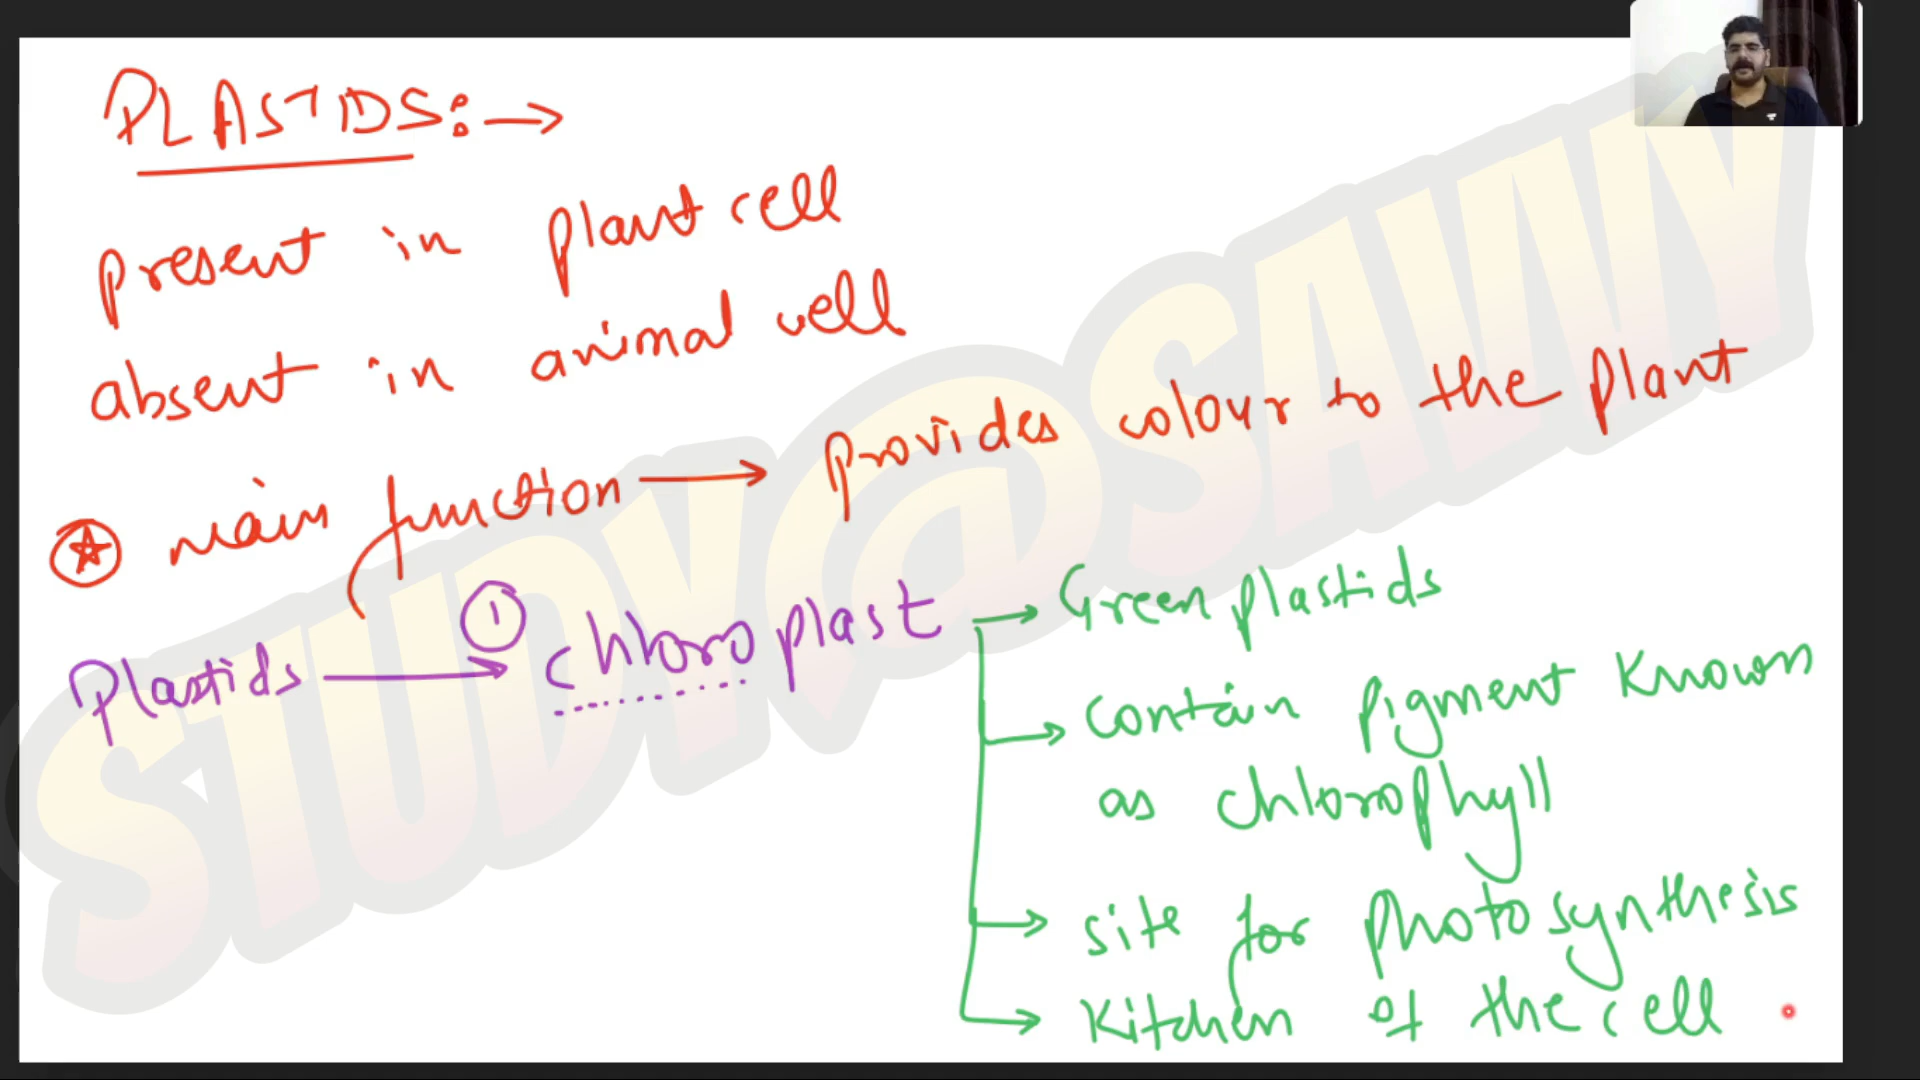 PLASTIDS:→
present in plant cell
absent in animal cell
main function → provides colour to the plant
Plastids → ① chloroplast → Green plastids
→ contain pigment known
as chlorophyll
→ site for photosynthesis
→ Kitchen of the cell
STUDY@SAVVY